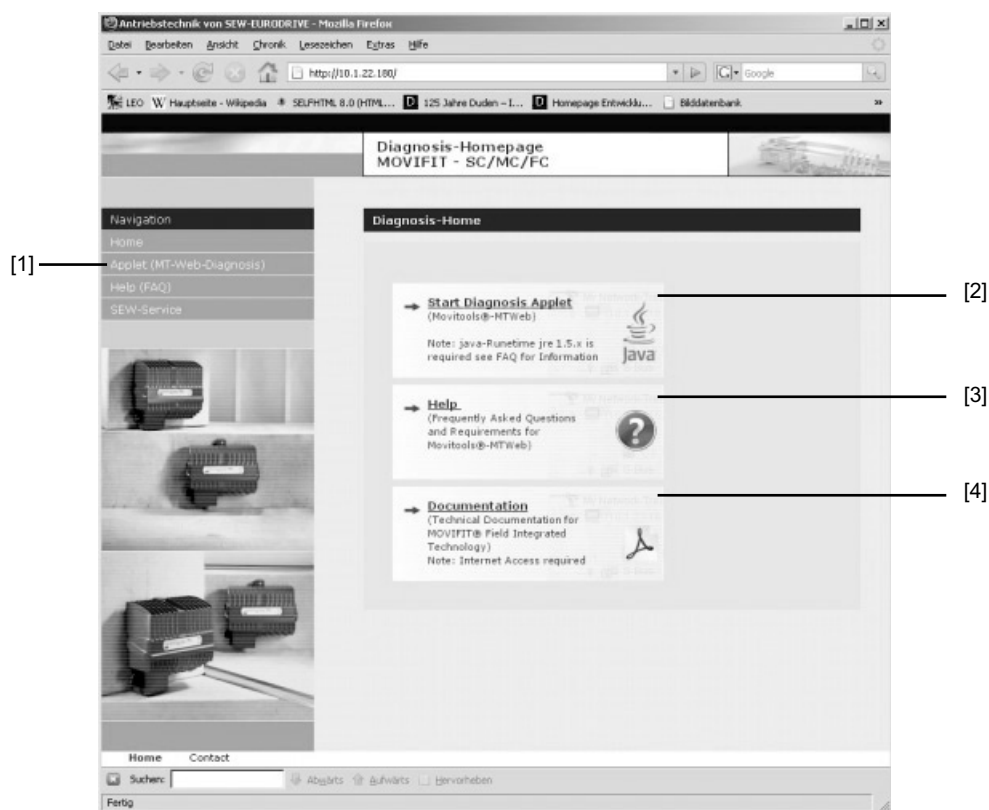 Antriebstechnik von SEW-EURODRIVE - Mozilla Firefox
Datei Bearbeiten Ansicht Chronik Lesezeichen Extras Hilfe
http://10.1.22.180/
G Google
LEO W Hauptseite - Wikipedia SELFHTML 8.0 (HTML... D 125 Jahre Duden – I... D Homepage Entwicklu... Bilddatenbank »
Diagnosis-Homepage
MOVIFIT - SC/MC/FC
Navigation
Home
Applet (MT-Web-Diagnosis)
Help (FAQ)
SEW-Service
[1]
Diagnosis-Home
Start Diagnosis Applet
(Movitools®-MTWeb)
Note: java-Runetime jre 1.5.x is
required see FAQ for Information
Java
[2]
Help
(Frequently Asked Questions
and Requirements for
Movitools®-MTWeb)
?
[3]
Documentation
(Technical Documentation for
MOVIFIT® Field Integrated
Technology)
Note: Internet Access required
[4]
Home Contact
Suchen: Abwärts Aufwärts Hervorheben
Fertig